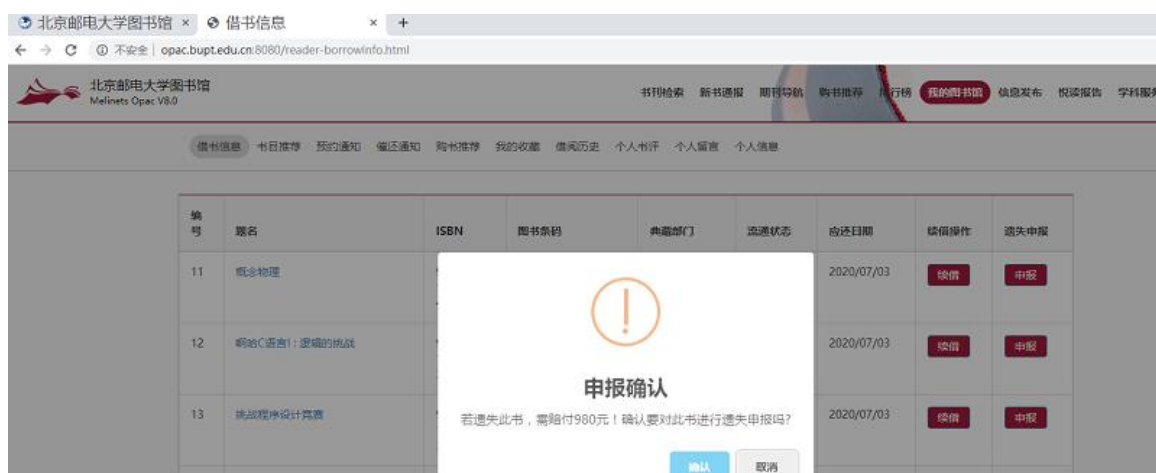 北京邮电大学图书馆 × 借书信息 × +
不安全 | opac.bupt.edu.cn:8080/reader-borrowinfo.html
北京邮电大学图书馆
Melinets Opac V8.0
书刊检索 新书通报 期刊导航 购书推荐 排行榜 我的图书馆 信息发布 悦读报告 学科服务
借书信息 书目推荐 预约通知 催还通知 购书推荐 我的收藏 借阅历史 个人书评 个人留言 个人信息
编号 题名 ISBN 图书条码 典藏部门 流通状态 应还日期 续借操作 遗失申报
11 概念物理 2020/07/03 续借 申报
12 啊哈C语言!:逻辑的挑战 2020/07/03 续借 申报
申报确认
13 挑战程序设计竞赛 2020/07/03 续借 申报
若遗失此书,需赔付980元!确认要对此书进行遗失申报吗?
确认 取消